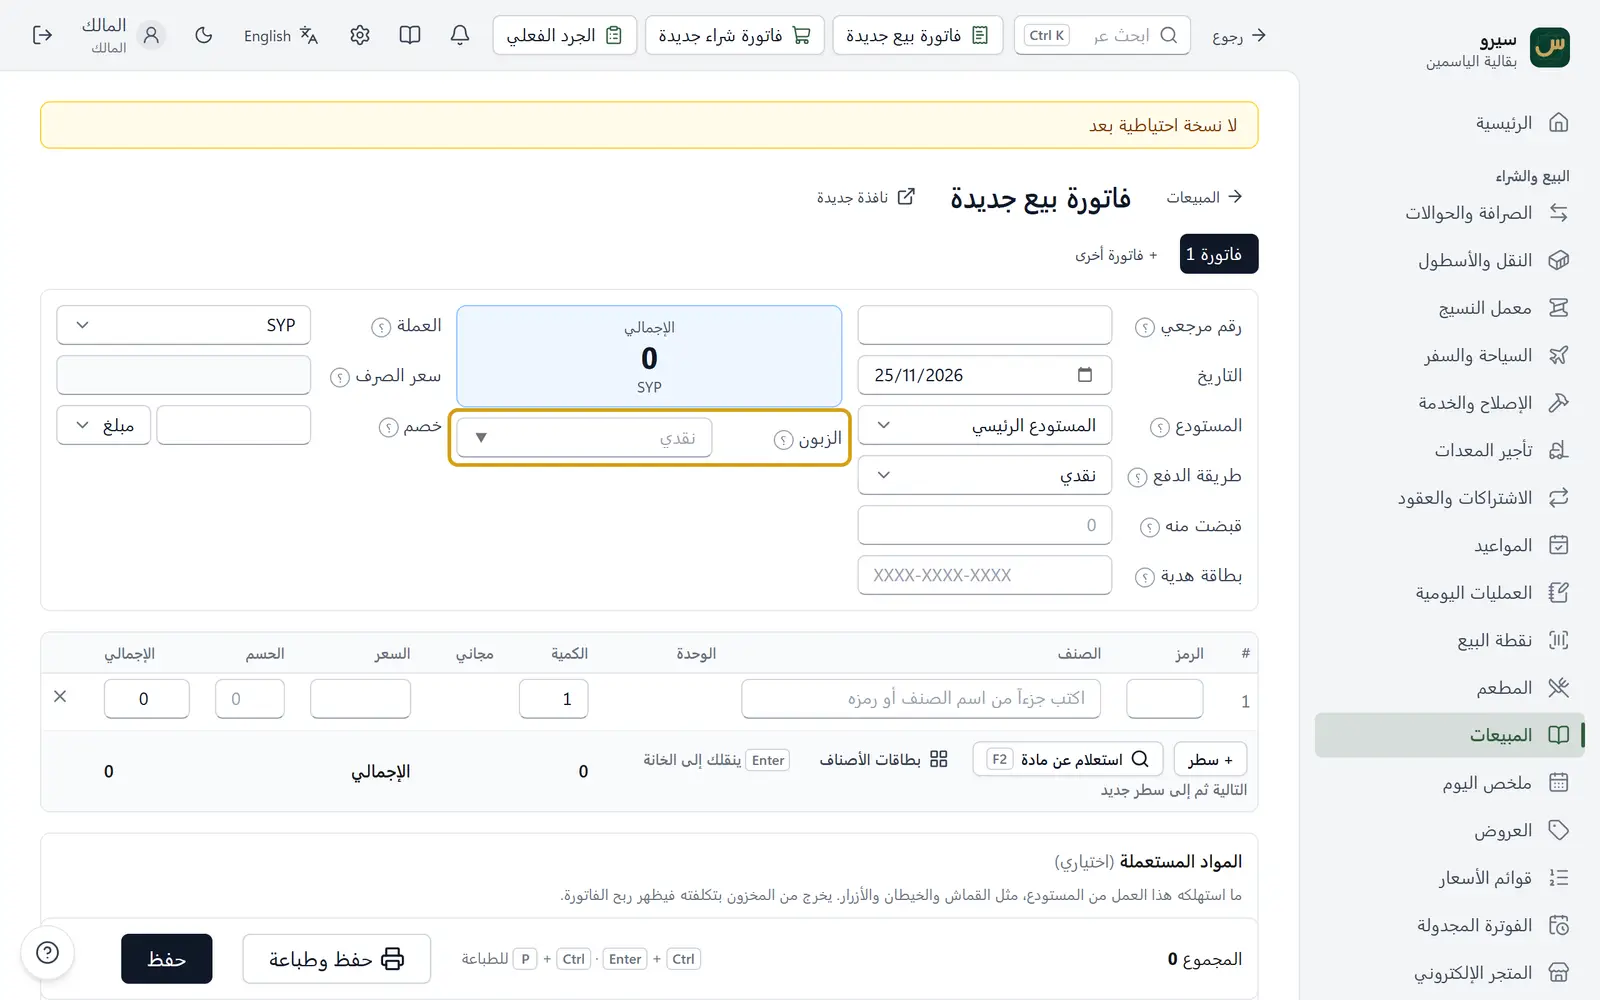 سيرو
بقالية الياسمين
رجوع
ابحث عر
Ctrl K
فاتورة بيع جديدة
فاتورة شراء جديدة
الجرد الفعلي
English
المالك
المالك
الرئيسية
البيع والشراء
الصرافة والحوالات
النقل والأسطول
معمل النسيج
السياحة والسفر
الإصلاح والخدمة
تأجير المعدات
الاشتراكات والعقود
المواعيد
العمليات اليومية
نقطة البيع
المطعم
المبيعات
ملخص اليوم
العروض
قوائم الأسعار
الفوترة المجدولة
المتجر الإلكتروني
لا نسخة احتياطية بعد
المبيعات
فاتورة بيع جديدة
نافذة جديدة
فاتورة 1
+ فاتورة أخرى
رقم مرجعي ؟
التاريخ
25/11/2026
المستودع ؟
المستودع الرئيسي
طريقة الدفع ؟
نقدي
قبضت منه ؟
0
بطاقة هدية ؟
XXXX-XXXX-XXXX
الإجمالي
0
SYP
الزبون ؟
نقدي
العملة ؟
SYP
سعر الصرف ؟
خصم ؟
مبلغ
# الرمز الصنف الوحدة الكمية مجاني السعر الحسم الإجمالي
1 اكتب جزءاً من اسم الصنف أو رمزه 1 0 0
+ سطر
استعلام عن مادة F2
بطاقات الأصناف
Enter ينقلك إلى الخانة
التالية ثم إلى سطر جديد
0 الإجمالي 0
المواد المستعملة (اختياري)
ما استهلكه هذا العمل من المستودع، مثل القماش والخيطان والأزرار. يخرج من المخزون بتكلفته فيظهر ربح الفاتورة.
المجموع 0
Ctrl + Enter · Ctrl + P للطباعة
حفظ وطباعة
حفظ